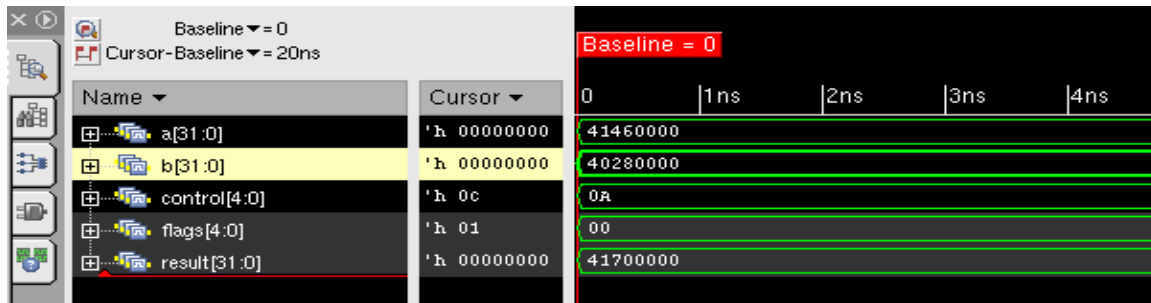 Baseline▼= 0
Cursor-Baseline▼= 20ns
Baseline = 0
Name ▼ Cursor ▼ 0 1ns 2ns 3ns 4ns
a[31:0] 'h 00000000 41460000
b[31:0] 'h 00000000 40280000
control[4:0] 'h 0c 0A
flags[4:0] 'h 01 00
result[31:0] 'h 00000000 41700000